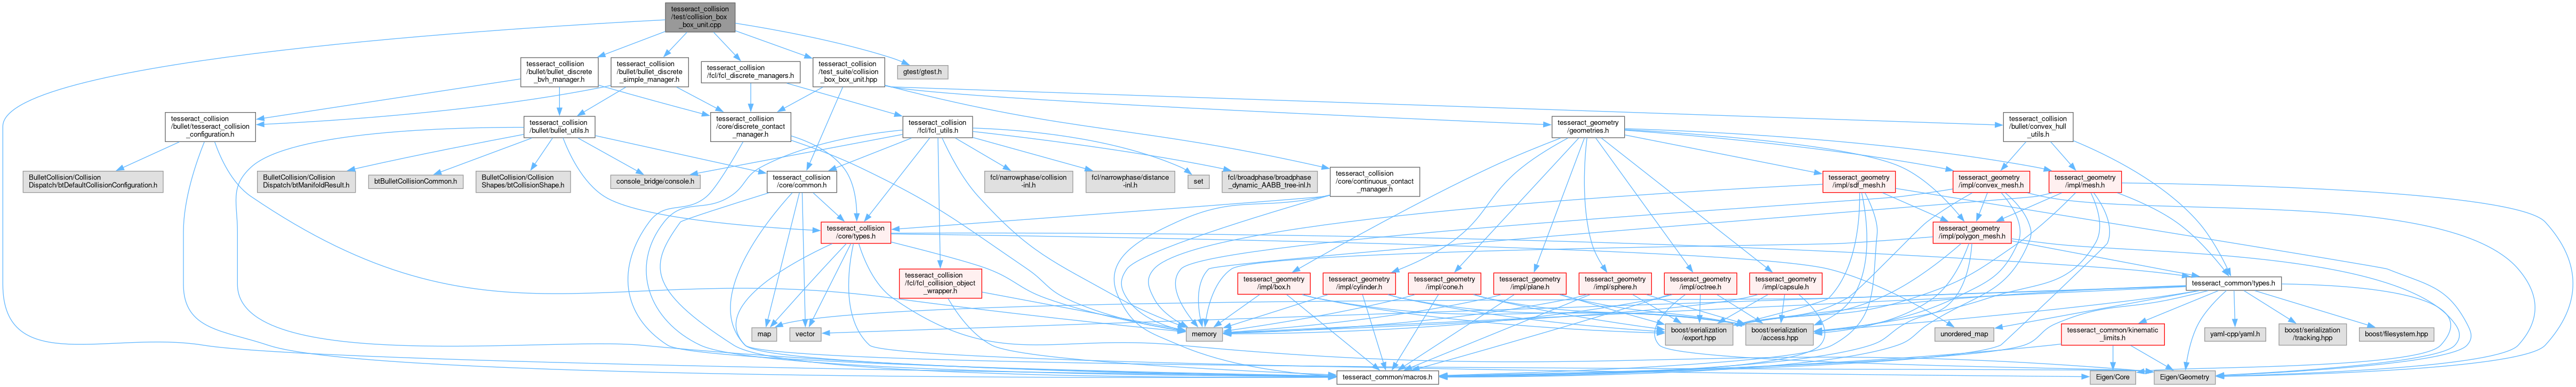 tesseract_collision
/test/collision_box
_box_unit.cpp
tesseract_collision
/bullet/bullet_discrete
_bvh_manager.h
tesseract_collision
/bullet/bullet_discrete
_simple_manager.h
tesseract_collision
/fcl/fcl_discrete_managers.h
tesseract_collision
/test_suite/collision
_box_box_unit.hpp
gtest/gtest.h
tesseract_collision
/bullet/tesseract_collision
_configuration.h
tesseract_collision
/bullet/bullet_utils.h
tesseract_collision
/core/discrete_contact
_manager.h
tesseract_collision
/fcl/fcl_utils.h
tesseract_geometry
/geometries.h
tesseract_collision
/bullet/convex_hull
_utils.h
BulletCollision/Collision
Dispatch/btDefaultCollisionConfiguration.h
BulletCollision/Collision
Dispatch/btManifoldResult.h
btBulletCollisionCommon.h
BulletCollision/Collision
Shapes/btCollisionShape.h
console_bridge/console.h
tesseract_collision
/core/common.h
fcl/narrowphase/collision
-inl.h
fcl/narrowphase/distance
-inl.h
set
fcl/broadphase/broadphase
_dynamic_AABB_tree-inl.h
tesseract_collision
/core/continuous_contact
_manager.h
tesseract_geometry
/impl/sdf_mesh.h
tesseract_geometry
/impl/convex_mesh.h
tesseract_geometry
/impl/mesh.h
tesseract_collision
/core/types.h
tesseract_geometry
/impl/polygon_mesh.h
tesseract_collision
/fcl/fcl_collision_object
_wrapper.h
tesseract_geometry
/impl/box.h
tesseract_geometry
/impl/cylinder.h
tesseract_geometry
/impl/cone.h
tesseract_geometry
/impl/plane.h
tesseract_geometry
/impl/sphere.h
tesseract_geometry
/impl/octree.h
tesseract_geometry
/impl/capsule.h
tesseract_common/types.h
map
vector
memory
boost/serialization
/export.hpp
boost/serialization
/access.hpp
unordered_map
tesseract_common/kinematic
_limits.h
yaml-cpp/yaml.h
boost/serialization
/tracking.hpp
boost/filesystem.hpp
tesseract_common/macros.h
Eigen/Core
Eigen/Geometry